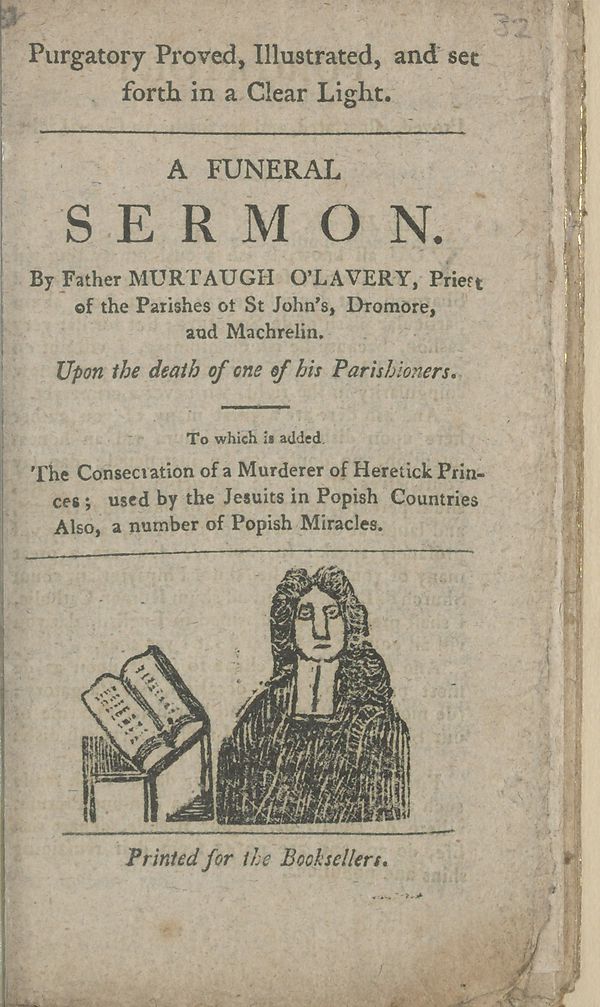 32
Purgatory Proved, Illustrated, and set
forth in a Clear Light.
A FUNERAL
SERMON.
By Father MURTAUGH O'LAVERY, Priest
of the Parishes of St John's, Dromore,
aud Machrelin.
Upon the death of one of his Parishioners.
To which is added.
The Consecration of a Murderer of Heretick Prin-
ces; used by the Jesuits in Popish Countries
Also, a number of Popish Miracles.
Printed for the Booksellers.